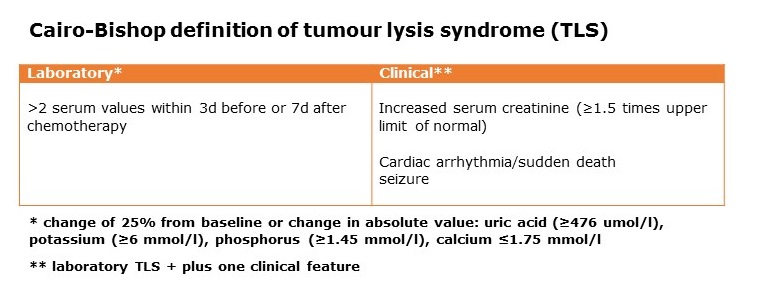 Cairo-Bishop definition of tumour lysis syndrome (TLS)
Laboratory*
Clinical**
>2 serum values within 3d before or 7d after
chemotherapy
Increased serum creatinine (≥1.5 times upper
limit of normal)
Cardiac arrhythmia/sudden death
seizure
* change of 25% from baseline or change in absolute value: uric acid (≥476 umol/l),
potassium (≥6 mmol/l), phosphorus (≥1.45 mmol/l), calcium ≤1.75 mmol/l
** laboratory TLS + plus one clinical feature